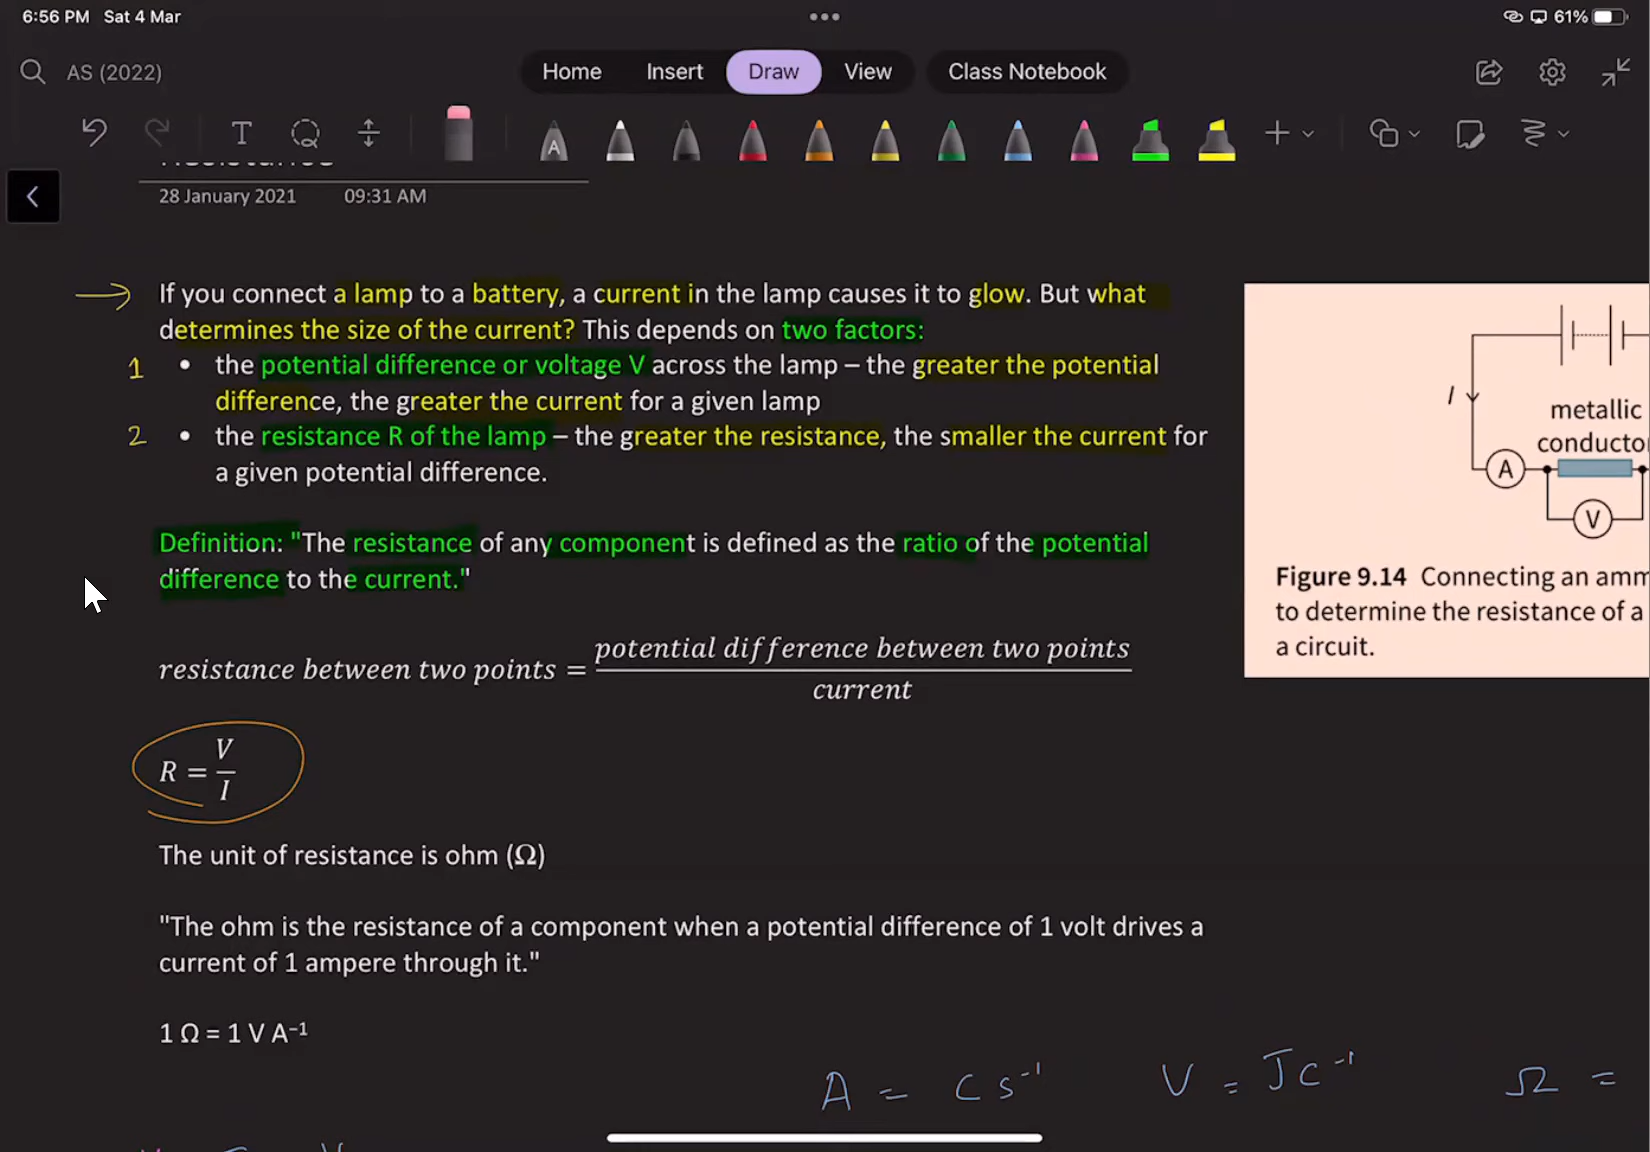 6:56 PM Sat 4 Mar
61%
AS (2022)
Home Insert Draw View Class Notebook
T
A
Resistance
28 January 2021 09:31 AM
If you connect a lamp to a battery, a current in the lamp causes it to glow. But what
determines the size of the current? This depends on two factors:
1 • the potential difference or voltage V across the lamp – the greater the potential
difference, the greater the current for a given lamp
2 • the resistance R of the lamp – the greater the resistance, the smaller the current for
a given potential difference.
Definition: "The resistance of any component is defined as the ratio of the potential
difference to the current."
resistance between two points = potential difference between two points
current
R = V
I
The unit of resistance is ohm (Ω)
"The ohm is the resistance of a component when a potential difference of 1 volt drives a
current of 1 ampere through it."
1 Ω = 1 V A⁻¹
A = C s⁻¹ V = J C⁻¹ Ω =
I
metallic
conducto
A
V
Figure 9.14 Connecting an amm
to determine the resistance of a
a circuit.